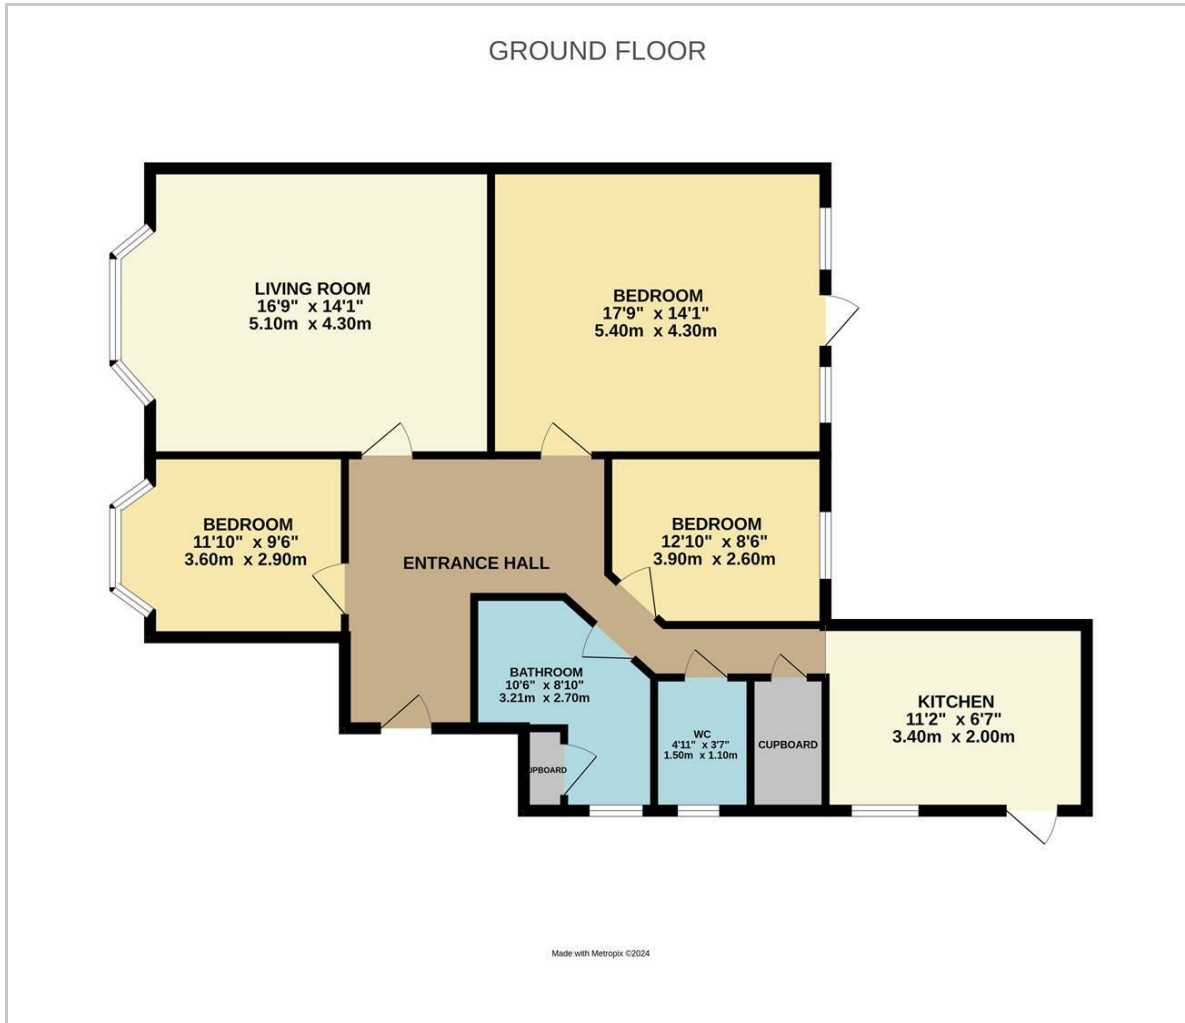 GROUND FLOOR
LIVING ROOM
16'9" x 14'1"
5.10m x 4.30m
BEDROOM
17'9" x 14'1"
5.40m x 4.30m
BEDROOM
11'10" x 9'6"
3.60m x 2.90m
ENTRANCE HALL
BEDROOM
12'10" x 8'6"
3.90m x 2.60m
BATHROOM
10'6" x 8'10"
3.21m x 2.70m
UPBOARD
WC
4'11" x 3'7"
1.50m x 1.10m
CUPBOARD
KITCHEN
11'2" x 6'7"
3.40m x 2.00m
Made with Metropix ©2024